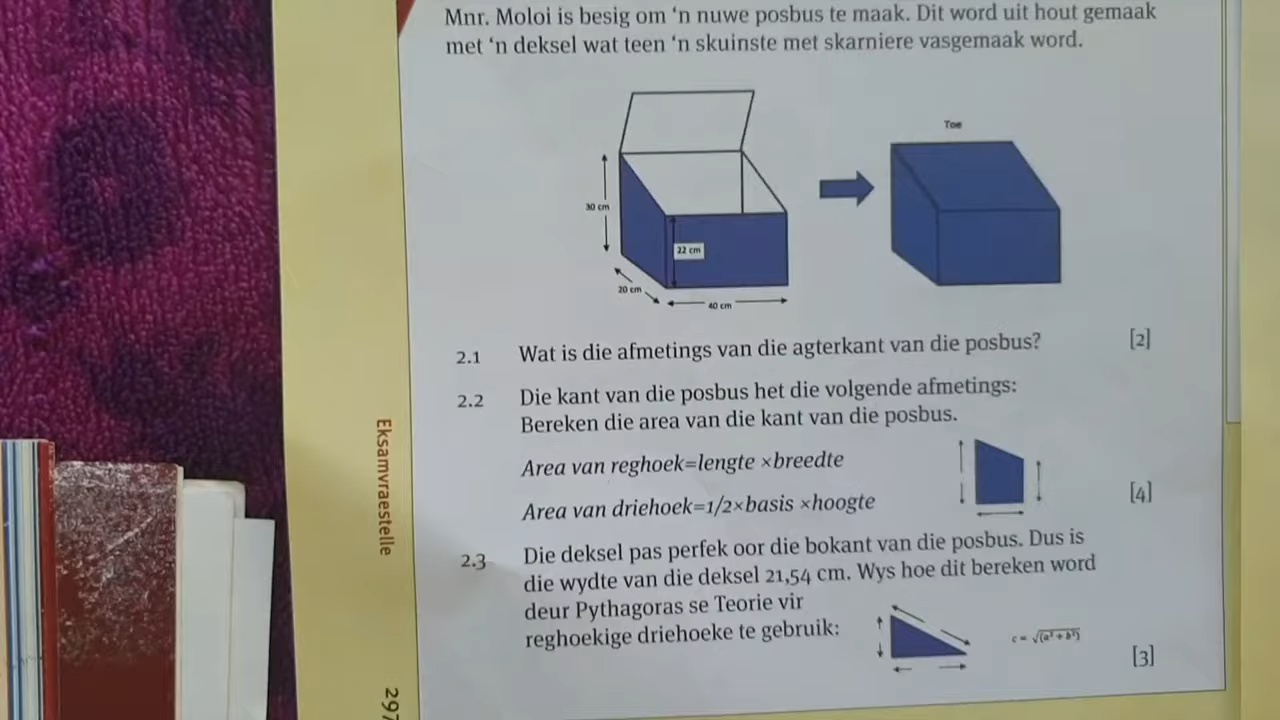 Mnr. Moloi is besig om ‘n nuwe posbus te maak. Dit word uit hout gemaak
met ‘n deksel wat teen ‘n skuinste met skarniere vasgemaak word.
Toe
30 cm
22 cm
20 cm
40 cm
2.1 Wat is die afmetings van die agterkant van die posbus? [2]
2.2 Die kant van die posbus het die volgende afmetings:
Bereken die area van die kant van die posbus.
Area van reghoek=lengte ×breedte
Area van driehoek=1/2×basis ×hoogte [4]
2.3 Die deksel pas perfek oor die bokant van die posbus. Dus is
die wydte van die deksel 21,54 cm. Wys hoe dit bereken word
deur Pythagoras se Teorie vir
reghoekige driehoeke te gebruik:
c = √(a² + b²)
[3]
Eksamvraestelle
297